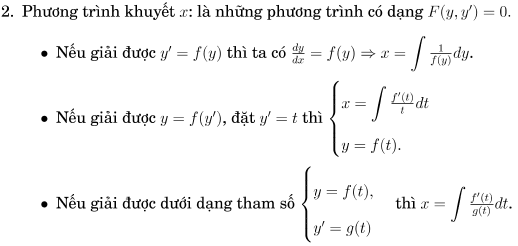 2. Phương trình khuyết x: là những phương trình có dạng F(y, y′) = 0.
• Nếu giải được y′ = f(y) thì ta có dy/dx = f(y) ⇒ x = ∫ 1/f(y) dy.
• Nếu giải được y = f(y′), đặt y′ = t thì { x = ∫ f′(t)/t dt
y = f(t).
• Nếu giải được dưới dạng tham số { y = f(t), y′ = g(t) thì x = ∫ f′(t)/g(t) dt.